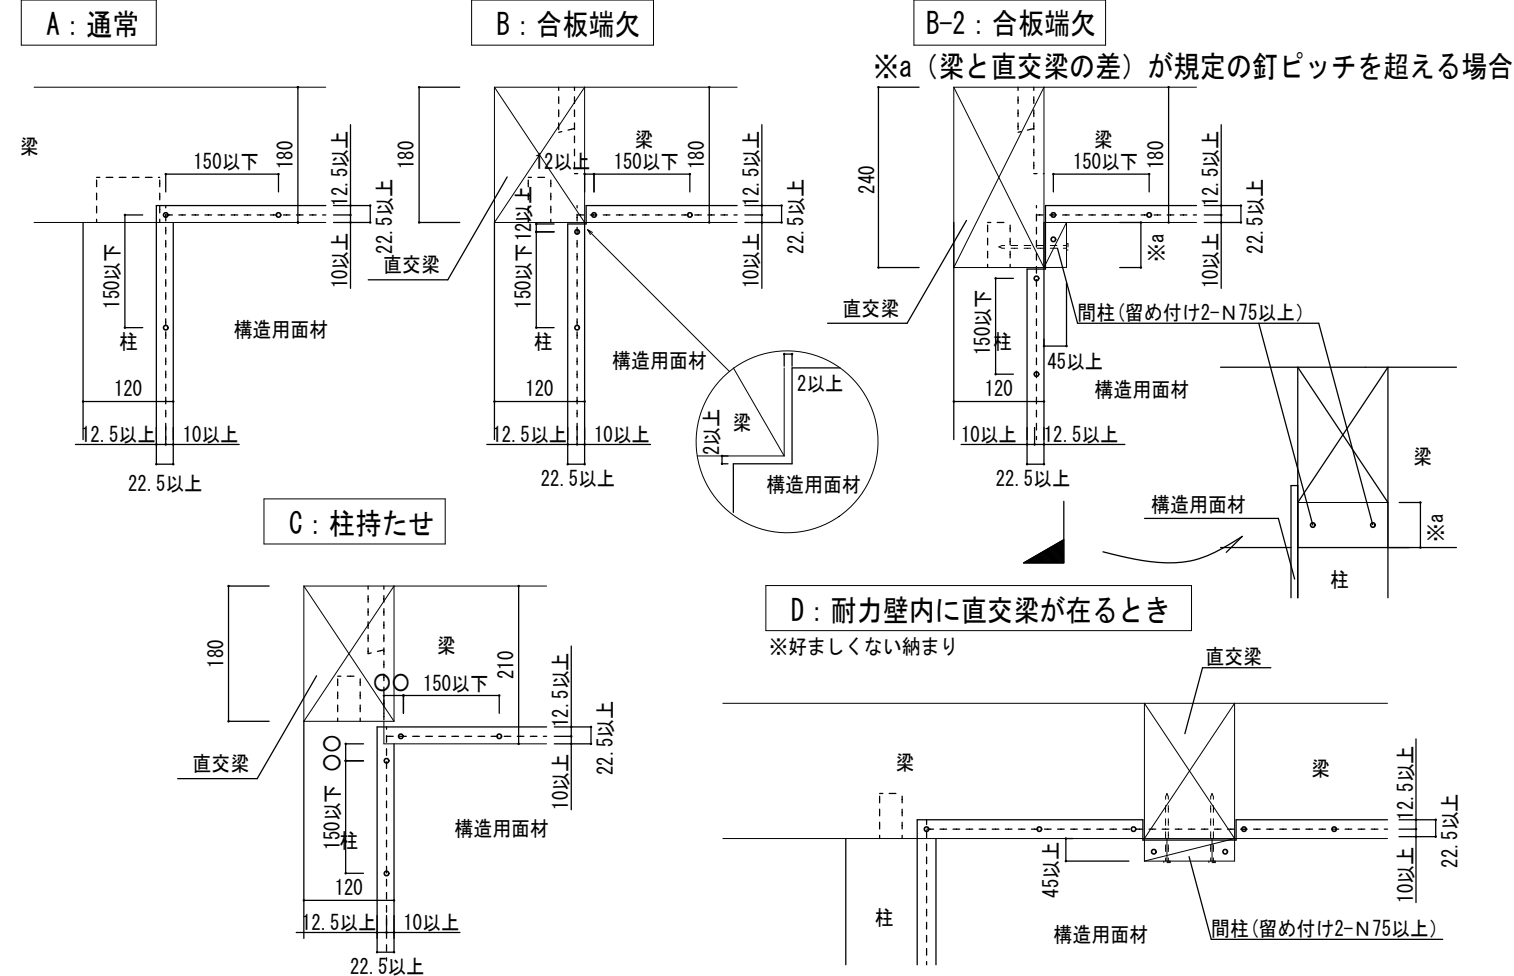 A：通常
梁
150以下
180
12.5以上
22.5以上
10以上
150以下
柱
構造用面材
120
12.5以上
10以上
22.5以上
B：合板端欠
180
梁
12以上
150以下
180
12.5以上
22.5以上
10以上
12以上
150以下
直交梁
柱
構造用面材
120
12.5以上
10以上
22.5以上
2以上
2以上
梁
構造用面材
B-2：合板端欠
※a（梁と直交梁の差）が規定の釘ピッチを超える場合
240
梁
150以下
180
12.5以上
22.5以上
10以上
※a
直交梁
間柱(留め付け2-N75以上)
150以下
柱
45以上
構造用面材
120
10以上
12.5以上
22.5以上
梁
構造用面材
※a
柱
C：柱持たせ
180
梁
210
○○
150以下
12.5以上
22.5以上
10以上
直交梁
○○
150以下
柱
構造用面材
120
12.5以上
10以上
22.5以上
D：耐力壁内に直交梁が在るとき
※好ましくない納まり
直交梁
梁
梁
12.5以上
22.5以上
10以上
45以上
柱
構造用面材
間柱(留め付け2-N75以上)